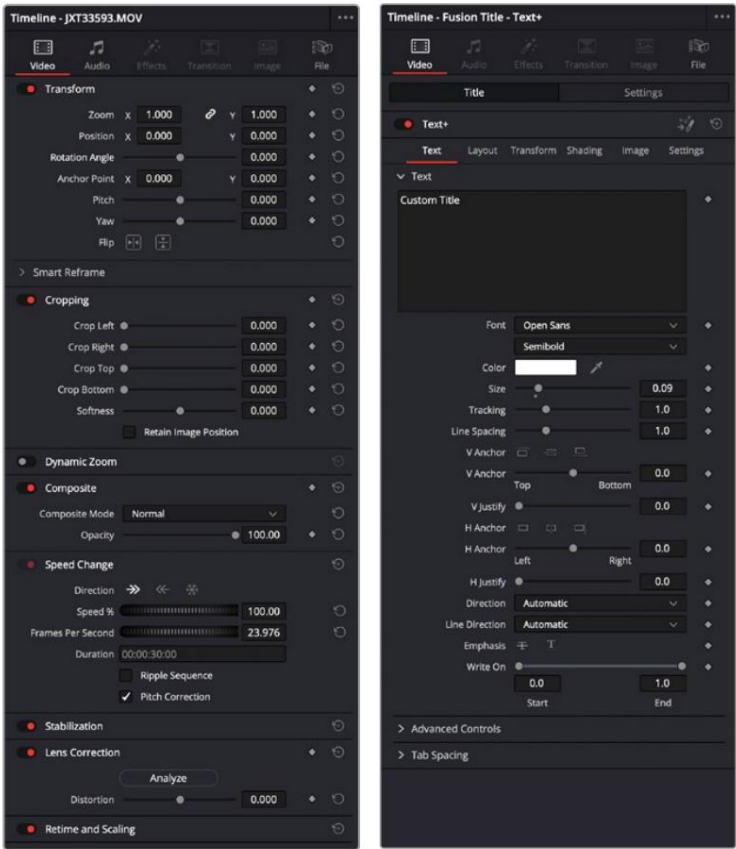 Timeline - JXT33593.MOV
Video Audio Effects Transition Image File
Transform
Zoom X 1.000 Y 1.000
Position X 0.000 Y 0.000
Rotation Angle 0.000
Anchor Point X 0.000 Y 0.000
Pitch 0.000
Yaw 0.000
Flip
Smart Reframe
Cropping
Crop Left 0.000
Crop Right 0.000
Crop Top 0.000
Crop Bottom 0.000
Softness 0.000
Retain Image Position
Dynamic Zoom
Composite
Composite Mode Normal
Opacity 100.00
Speed Change
Direction
Speed % 100.00
Frames Per Second 23.976
Duration 00:00:30:00
Ripple Sequence
Pitch Correction
Stabilization
Lens Correction
Analyze
Distortion 0.000
Retime and Scaling
Timeline - Fusion Title - Text+
Video Audio Effects Transition Image File
Title Settings
Text+
Text Layout Transform Shading Image Settings
Text
Custom Title
Font Open Sans
Semibold
Color
Size 0.09
Tracking 1.0
Line Spacing 1.0
V Anchor
V Anchor 0.0
Top Bottom
V Justify 0.0
H Anchor
H Anchor 0.0
Left Right
H Justify 0.0
Direction Automatic
Line Direction Automatic
Emphasis T T
Write On
0.0 1.0
Start End
Advanced Controls
Tab Spacing